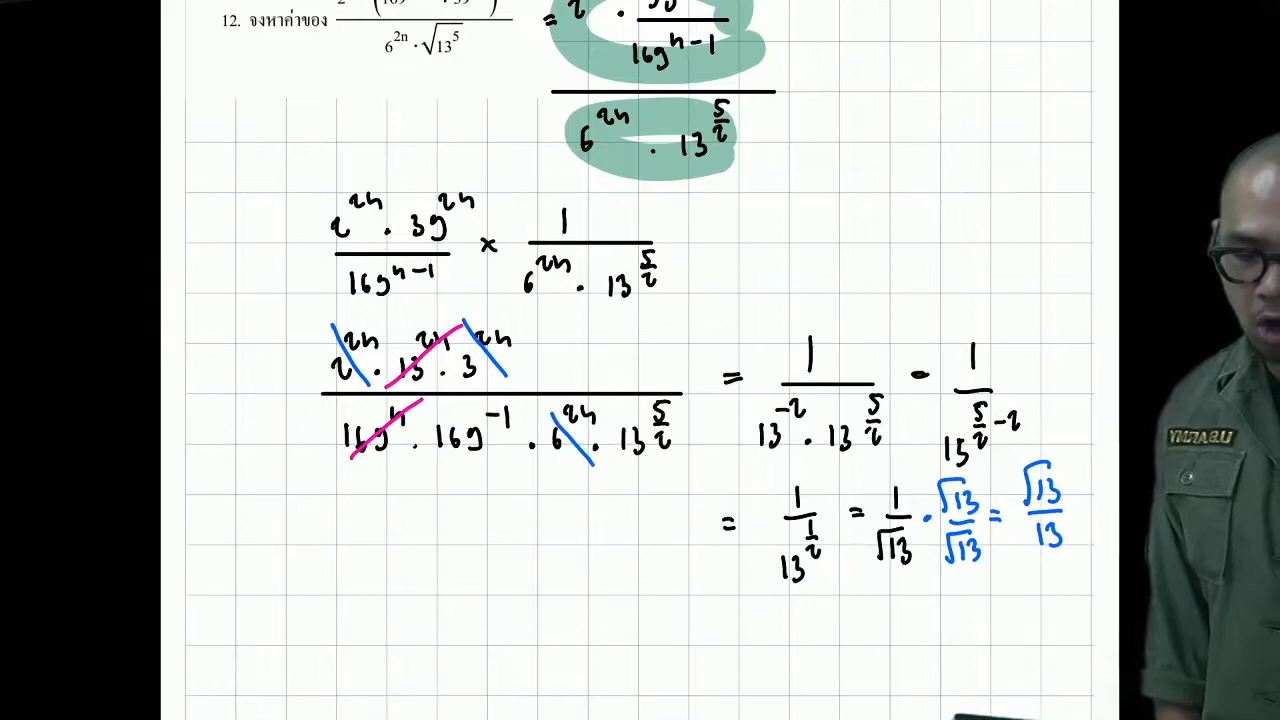 12. จงหาค่าของ
6^{2n} · √13^5
= 2 ·
169^{n-1}
6^{2n} · 13^{5/2}
2^{2n} · 39^{2n} / 169^{n-1} × 1 / 6^{2n} · 13^{5/2}
2^{2n} · 13^{2n} · 3^{2n} / 169^n · 169^{-1} · 6^{2n} · 13^{5/2} = 1 / 13^{-2} · 13^{5/2} = 1 / 13^{5/2 - 2}
= 1 / 13^{1/2} = 1 / √13 · √13 / √13 = √13 / 13